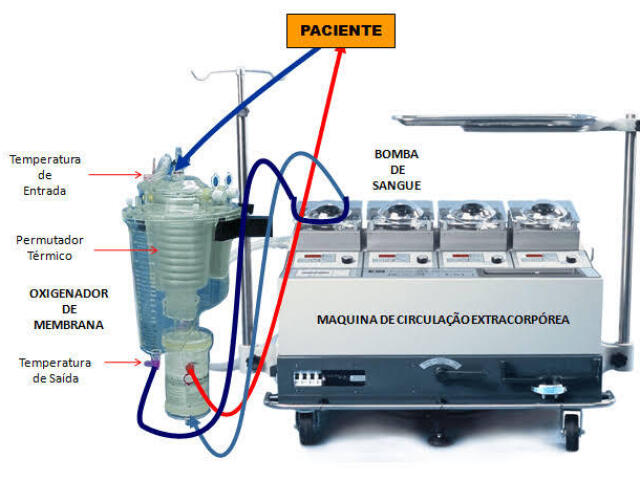 PACIENTE
BOMBA
DE
SANGUE
Temperatura
de
Entrada
Permutador
Térmico
OXIGENADOR
DE
MEMBRANA
MAQUINA DE CIRCULAÇÃO EXTRACORPÓREA
Temperatura
de Saída